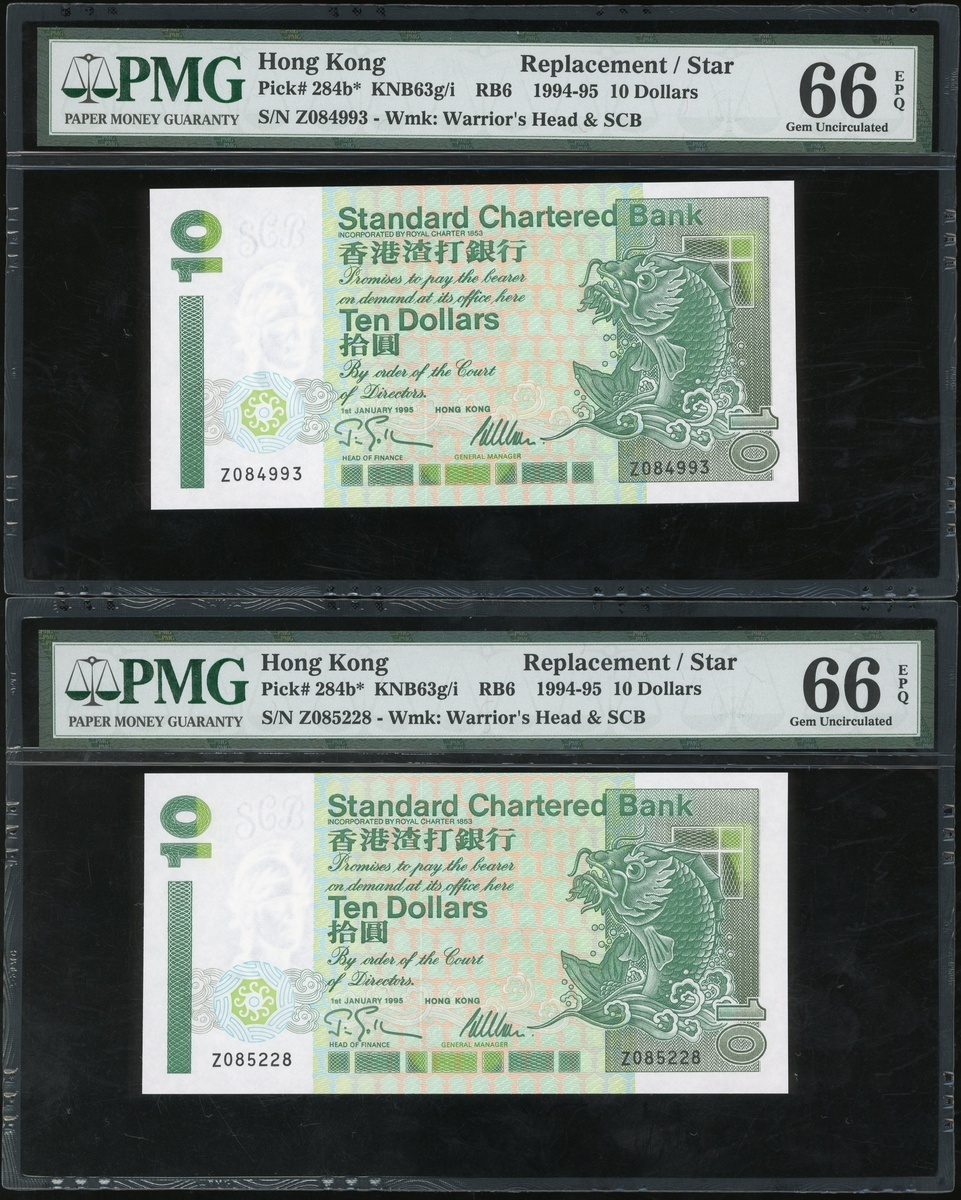 PMG
PAPER MONEY GUARANTY
Hong Kong Replacement / Star
Pick# 284b* KNB63g/i RB6 1994-95 10 Dollars
S/N Z084993 - Wmk: Warrior's Head & SCB
66 EPQ
Gem Uncirculated
10
SCB
Standard Chartered Bank
INCORPORATED BY ROYAL CHARTER 1853
香港渣打銀行
Promises to pay the bearer
on demand at its office here
Ten Dollars
拾圓
By order of the Court
of Directors.
1st JANUARY 1995 HONG KONG
HEAD OF FINANCE GENERAL MANAGER
Z084993 Z084993
10
PMG
PAPER MONEY GUARANTY
Hong Kong Replacement / Star
Pick# 284b* KNB63g/i RB6 1994-95 10 Dollars
S/N Z085228 - Wmk: Warrior's Head & SCB
66 EPQ
Gem Uncirculated
10
SCB
Standard Chartered Bank
INCORPORATED BY ROYAL CHARTER 1853
香港渣打銀行
Promises to pay the bearer
on demand at its office here
Ten Dollars
拾圓
By order of the Court
of Directors.
1st JANUARY 1995 HONG KONG
HEAD OF FINANCE GENERAL MANAGER
Z085228 Z085228
10